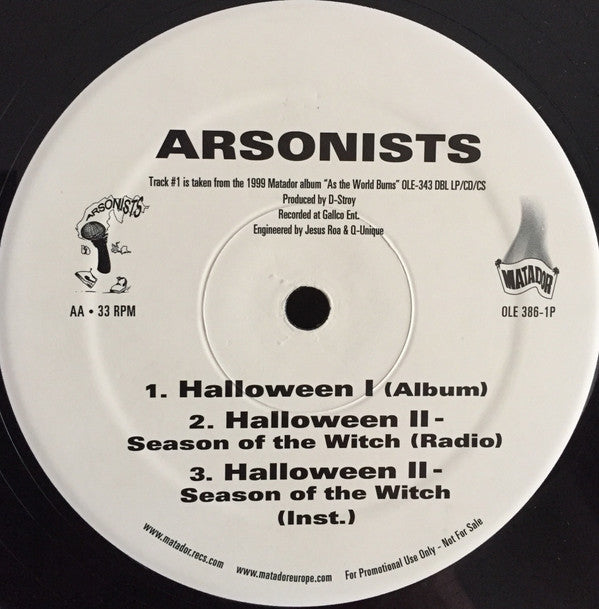 ARSONISTS
Track #1 is taken from the 1999 Matador album "As the World Burns" OLE-343 DBL LP/CD/CS
Produced by D-Stroy
Recorded at Gallco Ent.
Engineered by Jesus Roa & Q-Unique
ARSONISTS
MATADOR
AA • 33 RPM
OLE 386-1P
1. Halloween I (Album)
2. Halloween II -
Season of the Witch (Radio)
3. Halloween II -
Season of the Witch
(Inst.)
www.matador.recs.com
www.matadoreurope.com
For Promotional Use Only - Not For Sale